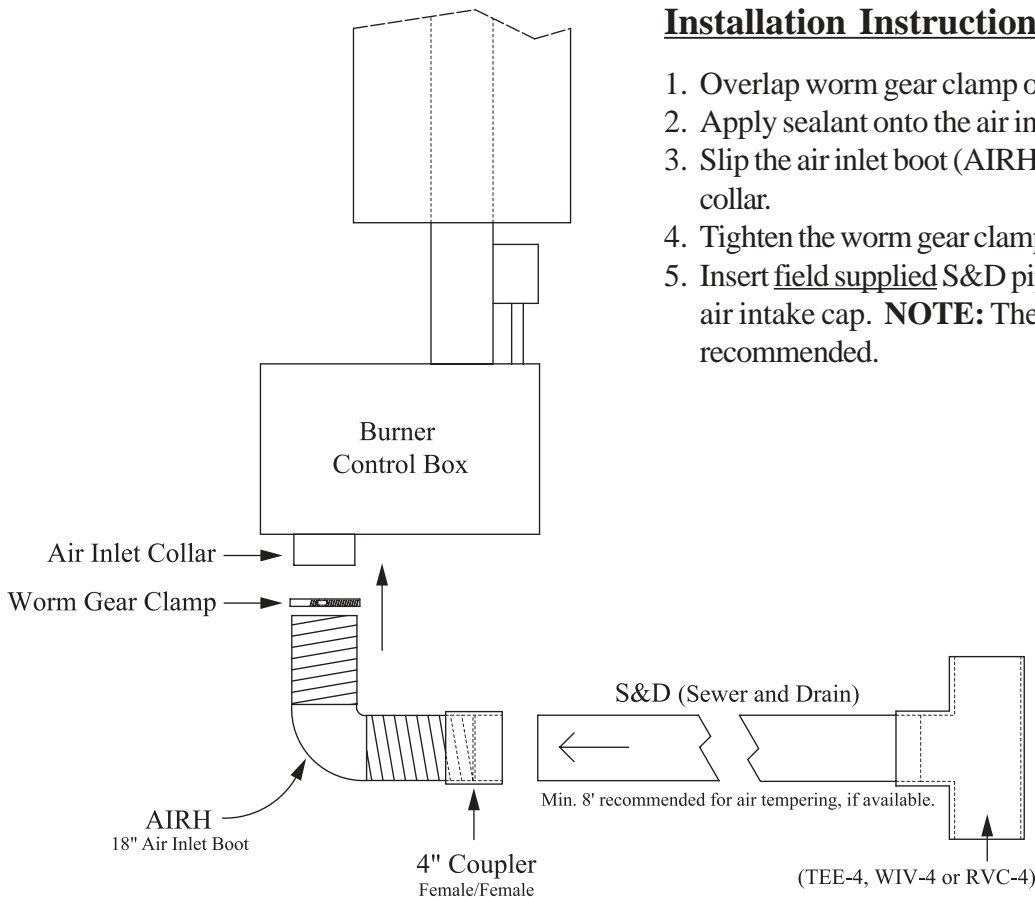 Installation Instruction
1. Overlap worm gear clamp o
2. Apply sealant onto the air in
3. Slip the air inlet boot (AIRH
collar.
4. Tighten the worm gear clamp
5. Insert field supplied S&D pi
air intake cap. NOTE: The
recommended.
Burner
Control Box
Air Inlet Collar
Worm Gear Clamp
S&D (Sewer and Drain)
Min. 8' recommended for air tempering, if available.
AIRH
18" Air Inlet Boot
4" Coupler
Female/Female
(TEE-4, WIV-4 or RVC-4)